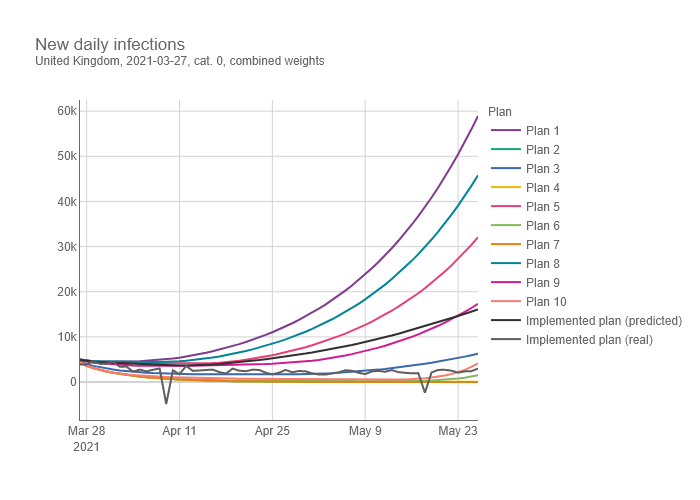 New daily infections
United Kingdom, 2021-03-27, cat. 0, combined weights
Plan
Plan 1
Plan 2
Plan 3
Plan 4
Plan 5
Plan 6
Plan 7
Plan 8
Plan 9
Plan 10
Implemented plan (predicted)
Implemented plan (real)
60k
50k
40k
30k
20k
10k
0
Mar 28 Apr 11 Apr 25 May 9 May 23
2021